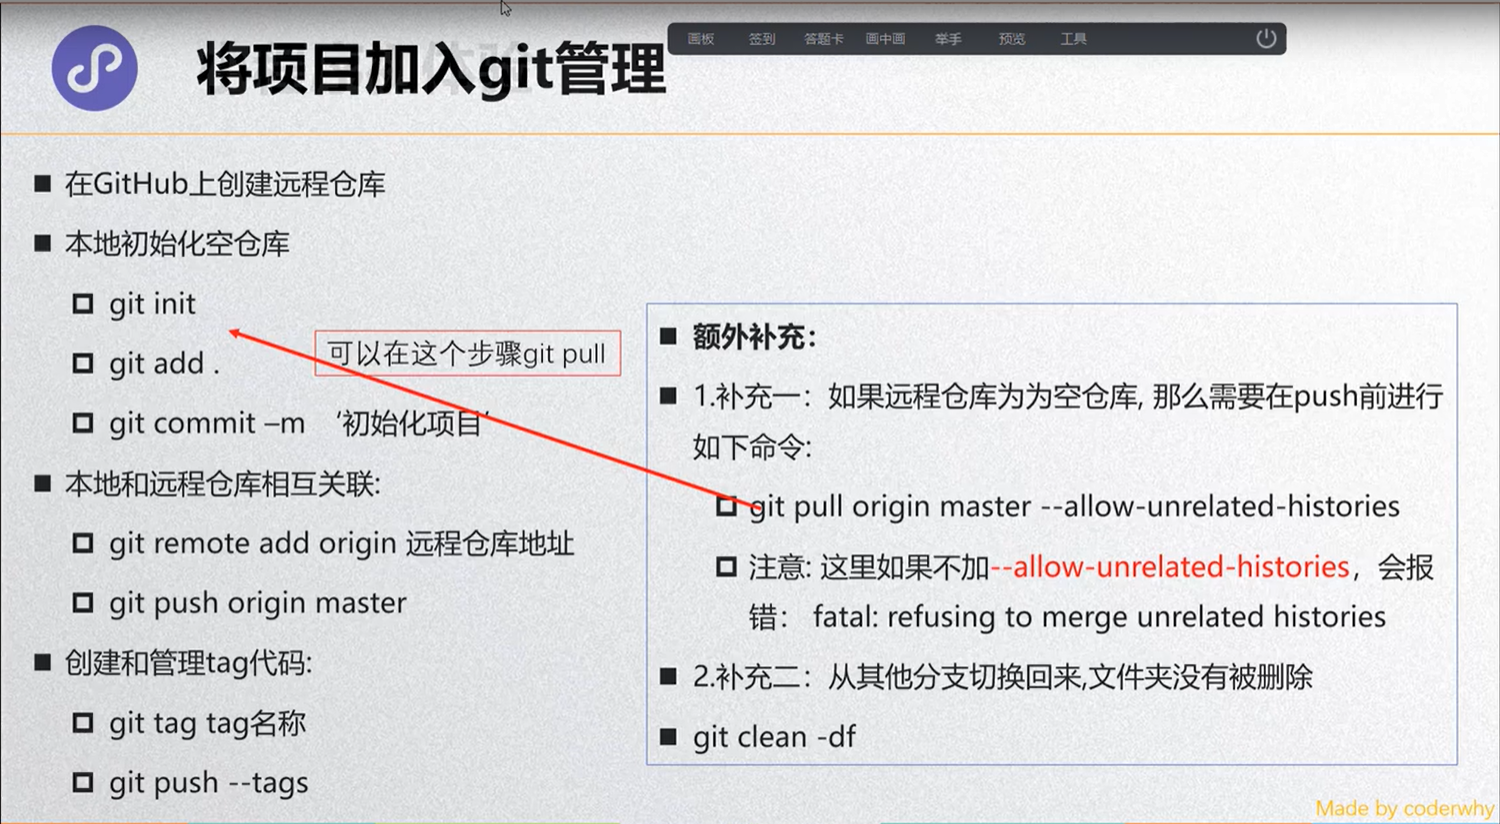 将项目加入git管理
画板 签到 答题卡 画中画 举手 预览 工具
在GitHub上创建远程仓库
本地初始化空仓库
git init
git add .
git commit –m ‘初始化项目’
本地和远程仓库相互关联:
git remote add origin 远程仓库地址
git push origin master
创建和管理tag代码:
git tag tag名称
git push --tags
可以在这个步骤git pull
额外补充：
1.补充一：如果远程仓库为为空仓库, 那么需要在push前进行
如下命令:
git pull origin master --allow-unrelated-histories
注意: 这里如果不加--allow-unrelated-histories，会报
错： fatal: refusing to merge unrelated histories
2.补充二：从其他分支切换回来,文件夹没有被删除
git clean -df
Made by coderwhy